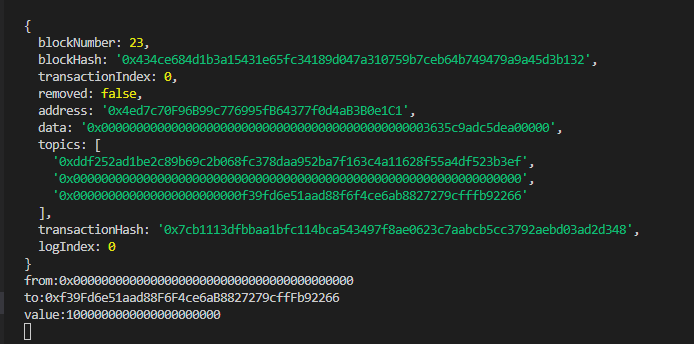 {
blockNumber: 23,
blockHash: '0x434ce684d1b3a15431e65fc34189d047a310759b7ceb64b749479a9a45d3b132',
transactionIndex: 0,
removed: false,
address: '0x4ed7c70F96B99c776995fB64377f0d4aB3B0e1C1',
data: '0x00000000000000000000000000000000000000000000003635c9adc5dea00000',
topics: [
'0xddf252ad1be2c89b69c2b068fc378daa952ba7f163c4a11628f55a4df523b3ef',
'0x0000000000000000000000000000000000000000000000000000000000000000',
'0x000000000000000000000000f39fd6e51aad88f6f4ce6ab8827279cfffb92266'
],
transactionHash: '0x7cb1113dfbbaa1bfc114bca543497f8ae0623c7aabcb5cc3792aebd03ad2d348',
logIndex: 0
}
from:0x0000000000000000000000000000000000000000
to:0xf39Fd6e51aad88F6F4ce6aB8827279cffFb92266
value:1000000000000000000000